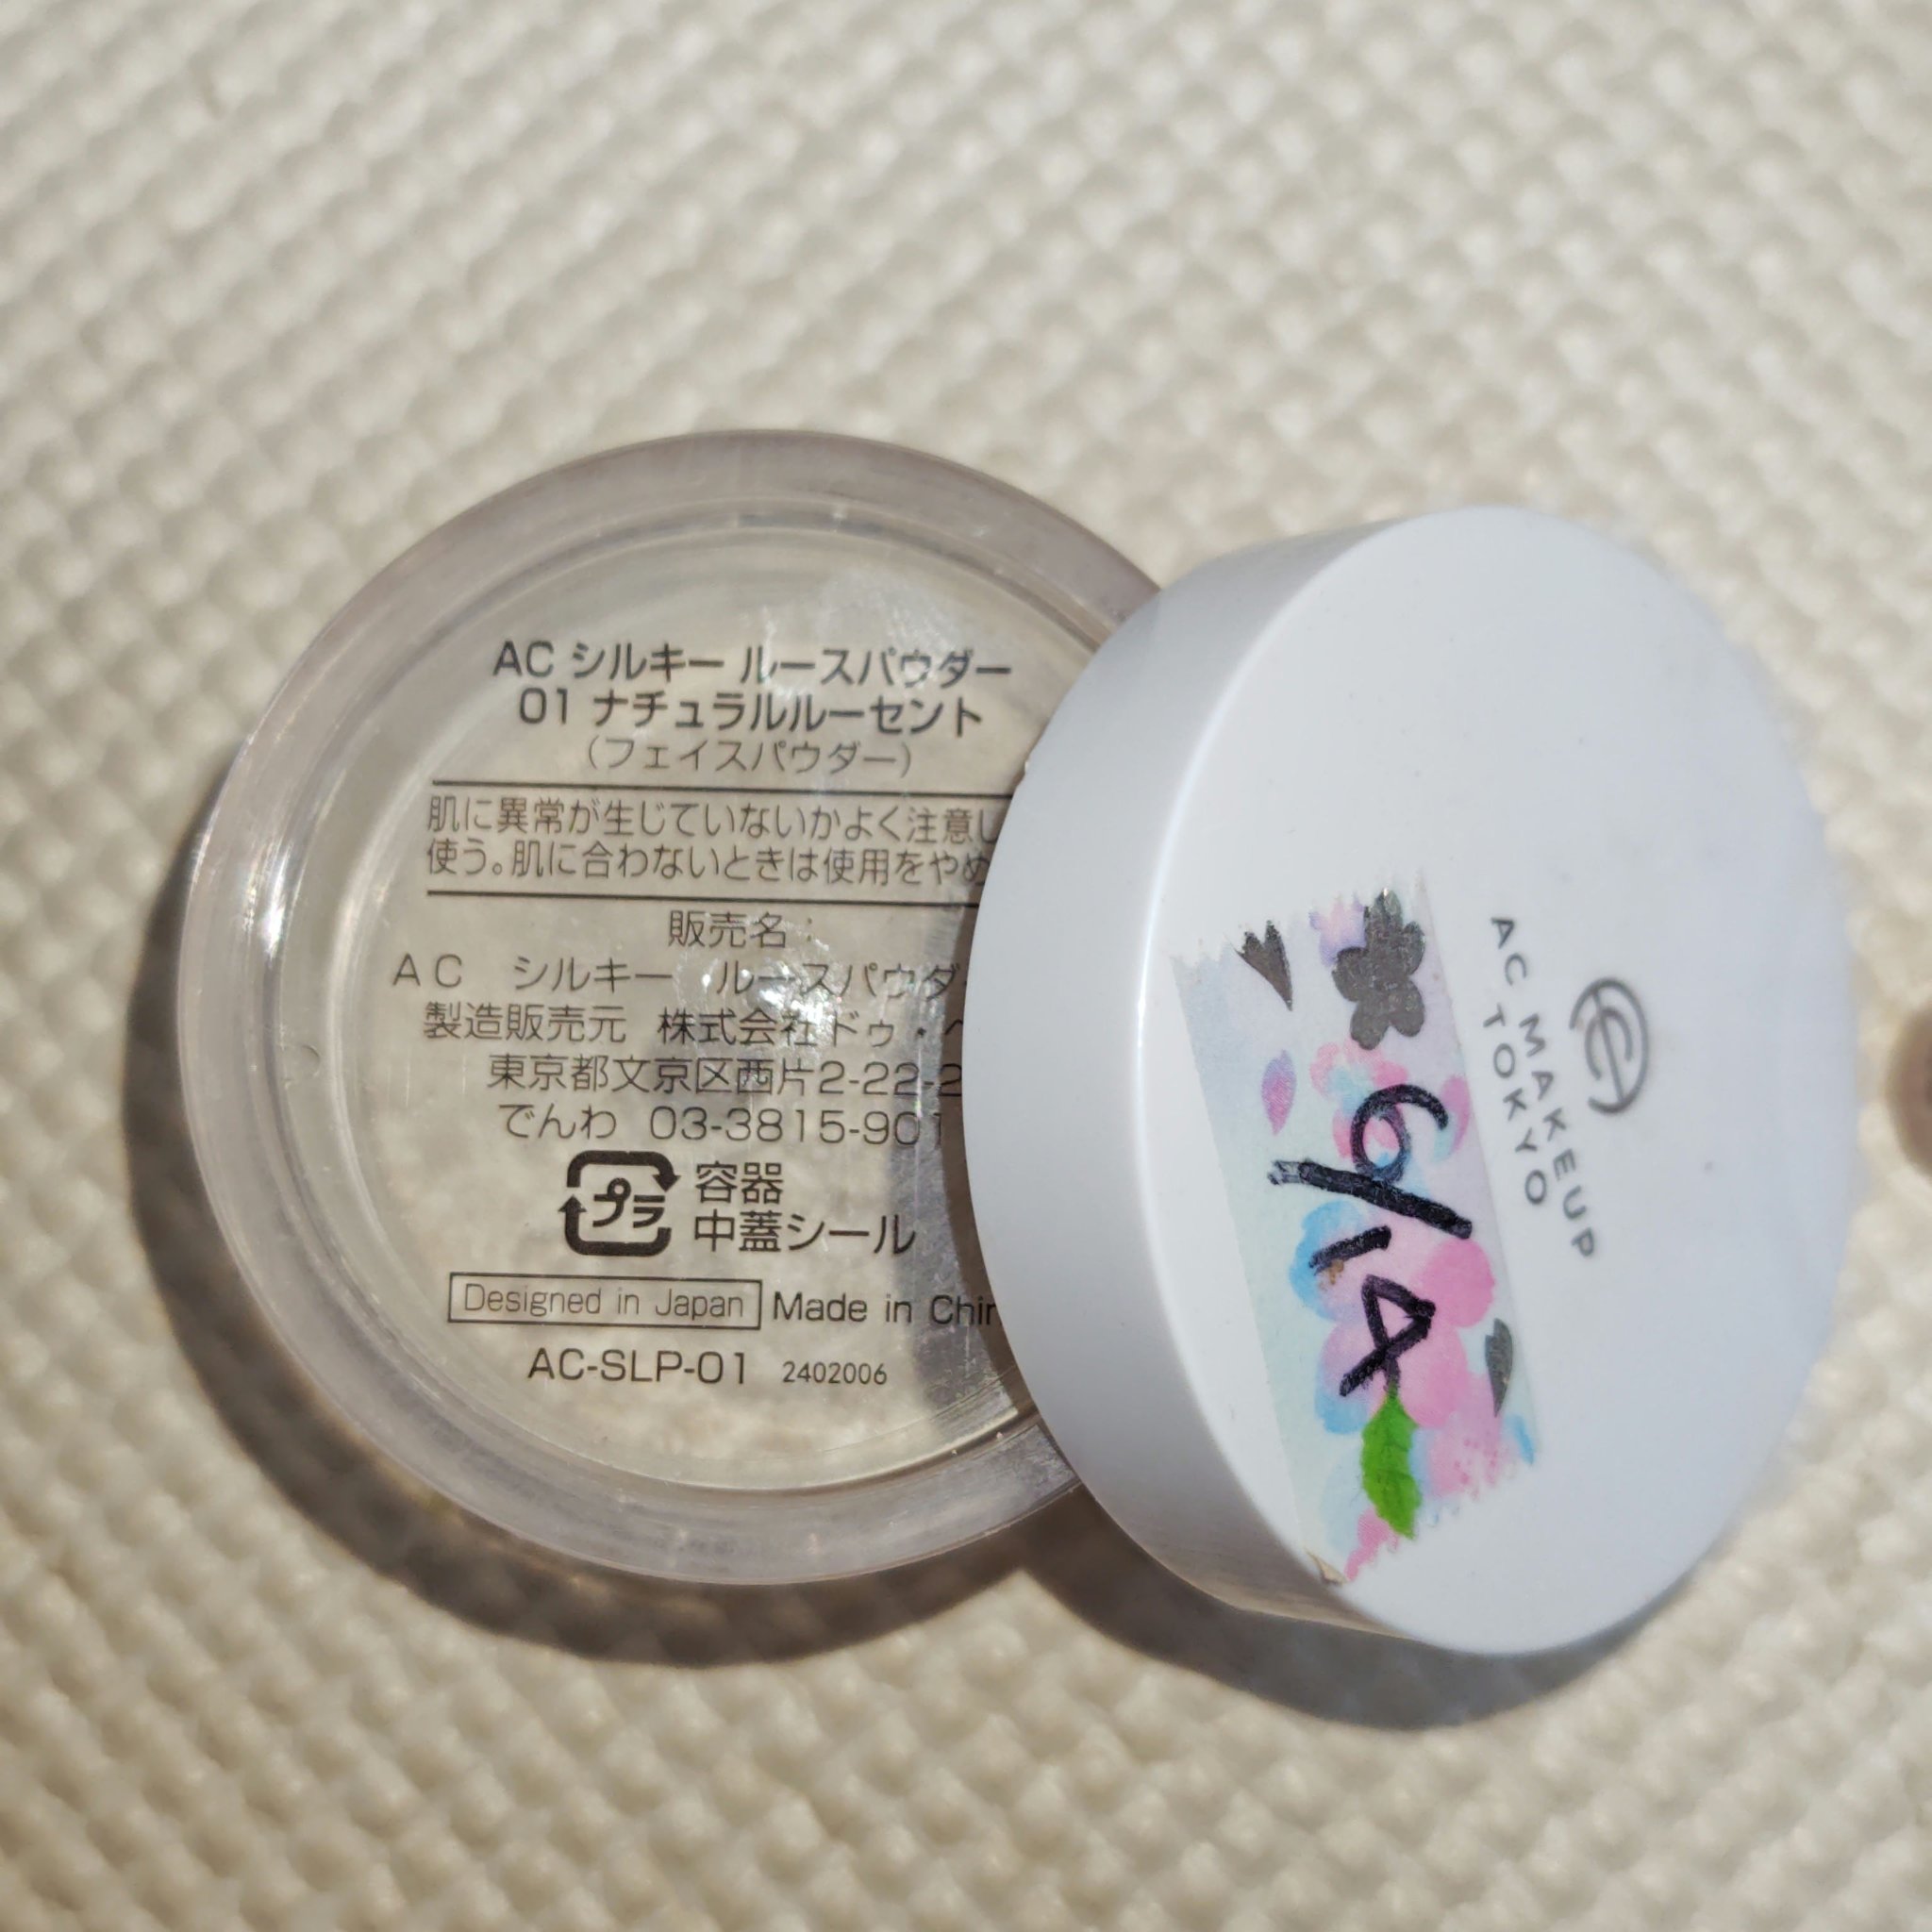 AC シルキー ルースパウダー
01 ナチュラルルーセント
（フェイスパウダー）
肌に異常が生じていないかよく注意し
使う。肌に合わないときは使用をやめ
販売名：
ＡＣ　シルキー　ルースパウダ
製造販売元 株式会社ドゥ・
東京都文京区西片2-22-2
でんわ 03-3815-901
プラ 容器
中蓋シール
Designed in Japan Made in Chin
AC-SLP-01 2402006
AC MAKEUP
TOKYO
6/14